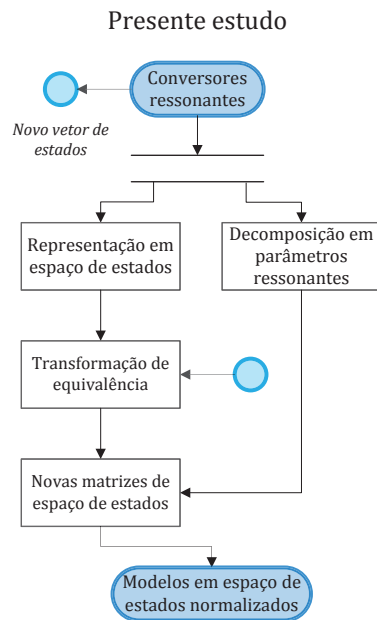 Presente estudo
Conversores
ressonantes
Novo vetor de
estados
Representação em
espaço de estados
Decomposição em
parâmetros
ressonantes
Transformação de
equivalência
Novas matrizes de
espaço de estados
Modelos em espaço de
estados normalizados